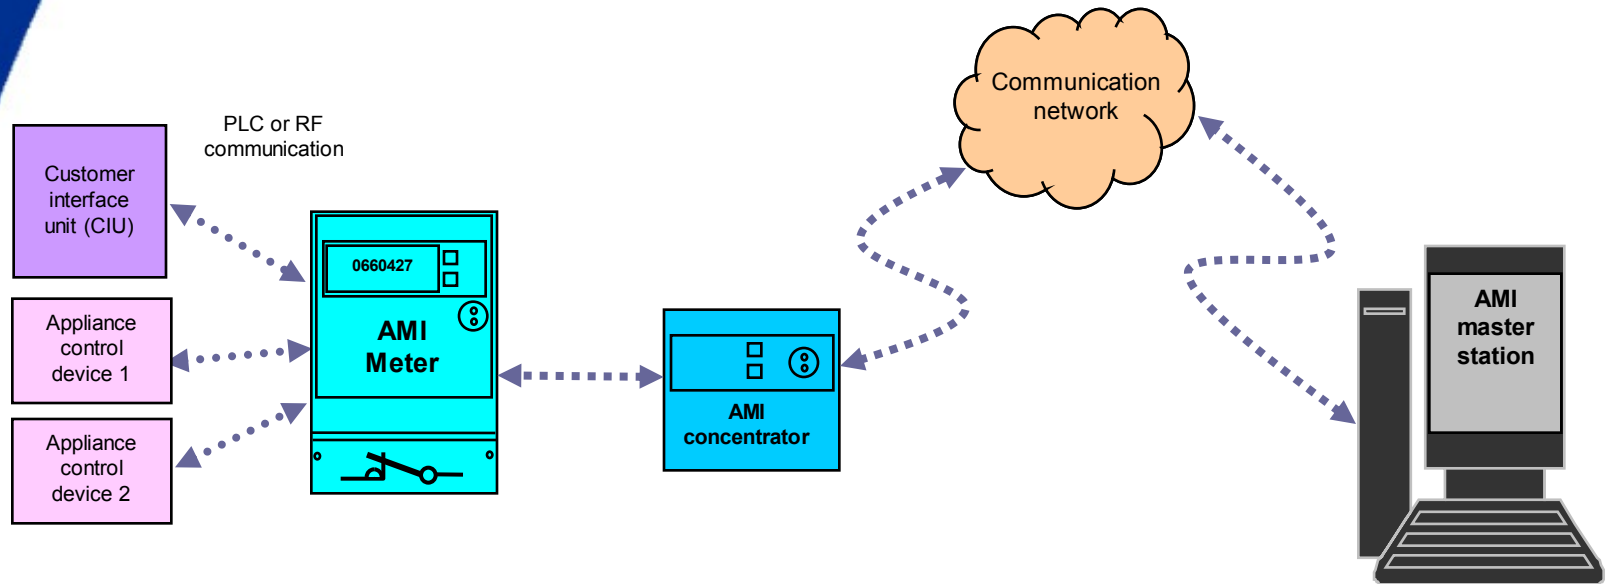 Communication
network
PLC or RF
communication
Customer
interface
unit (CIU)
0660427
AMI
Meter
Appliance
control
device 1
Appliance
control
device 2
AMI
concentrator
AMI
master
station